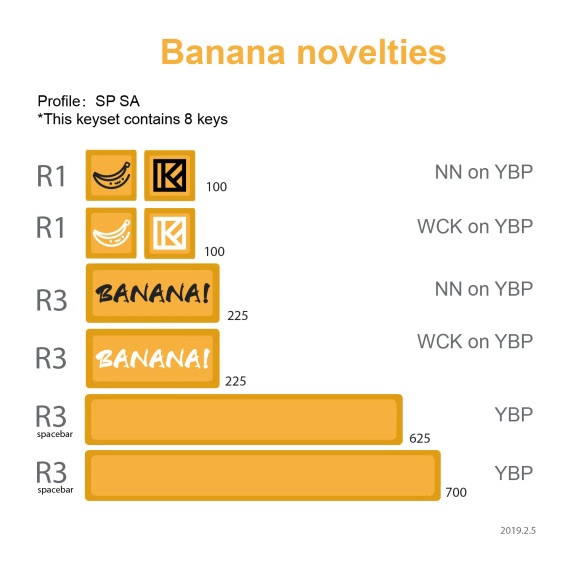 Banana novelties
Profile: SP SA
*This keyset contains 8 keys
R1 100 NN on YBP
R1 100 WCK on YBP
R3 BANANA! 225 NN on YBP
R3 BANANA! 225 WCK on YBP
R3 625 YBP
spacebar
R3 700 YBP
spacebar
2019.2.5